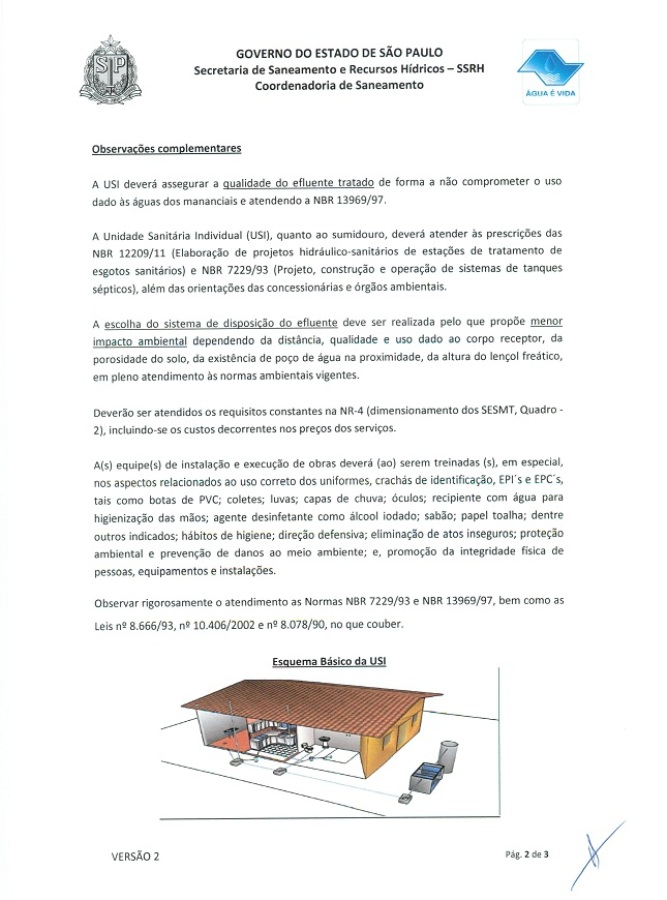 GOVERNO DO ESTADO DE SÃO PAULO
Secretaria de Saneamento e Recursos Hídricos – SSRH
Coordenadoria de Saneamento
SP
ÁGUA É VIDA
Observações complementares
A USI deverá assegurar a qualidade do efluente tratado de forma a não comprometer o uso
dado às águas dos mananciais e atendendo a NBR 13969/97.
A Unidade Sanitária Individual (USI), quanto ao sumidouro, deverá atender às prescrições das
NBR 12209/11 (Elaboração de projetos hidráulico-sanitários de estações de tratamento de
esgotos sanitários) e NBR 7229/93 (Projeto, construção e operação de sistemas de tanques
sépticos), além das orientações das concessionárias e órgãos ambientais.
A escolha do sistema de disposição do efluente deve ser realizada pelo que propõe menor
impacto ambiental dependendo da distância, qualidade e uso dado ao corpo receptor, da
porosidade do solo, da existência de poço de água na proximidade, da altura do lençol freático,
em pleno atendimento às normas ambientais vigentes.
Deverão ser atendidos os requisitos constantes na NR-4 (dimensionamento dos SESMT, Quadro -
2), incluindo-se os custos decorrentes nos preços dos serviços.
A(s) equipe(s) de instalação e execução de obras deverá (ao) serem treinadas (s), em especial,
nos aspectos relacionados ao uso correto dos uniformes, crachás de identificação, EPI´s e EPC´s,
tais como botas de PVC; coletes; luvas; capas de chuva; óculos; recipiente com água para
higienização das mãos; agente desinfetante como álcool iodado; sabão; papel toalha; dentre
outros indicados; hábitos de higiene; direção defensiva; eliminação de atos inseguros; proteção
ambiental e prevenção de danos ao meio ambiente; e, promoção da integridade física de
pessoas, equipamentos e instalações.
Observar rigorosamente o atendimento as Normas NBR 7229/93 e NBR 13969/97, bem como as
Leis nº 8.666/93, nº 10.406/2002 e nº 8.078/90, no que couber.
Esquema Básico da USI
VERSÃO 2
Pág. 2 de 3